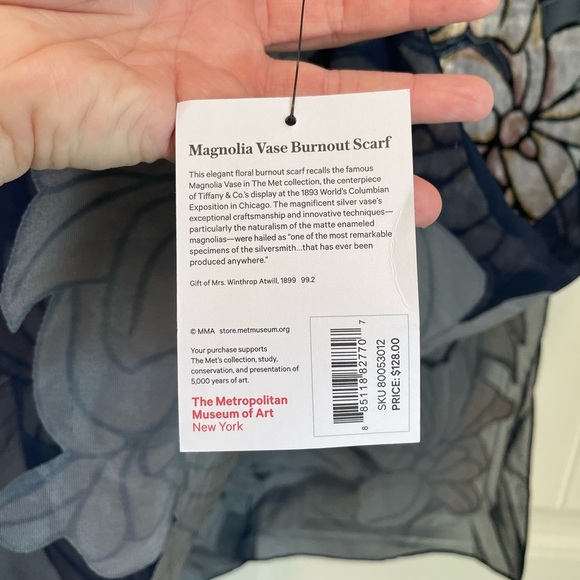 Magnolia Vase Burnout Scarf
This elegant floral burnout scarf recalls the famous
Magnolia Vase in The Met collection, the centerpiece
of Tiffany & Co.'s display at the 1893 World's Columbian
Exposition in Chicago. The magnificent silver vase's
exceptional craftsmanship and innovative techniques—
particularly the naturalism of the matte enameled
magnolias—were hailed as "one of the most remarkable
specimens of the silversmith...that has ever been
produced anywhere."
Gift of Mrs. Winthrop Atwill, 1899 99.2
© MMA store.metmuseum.org
Your purchase supports
The Met's collection, study,
conservation, and presentation of
5,000 years of art.
The Metropolitan
Museum of Art
New York
8 85118 82770 7
SKU 80053012
PRICE: $128.00